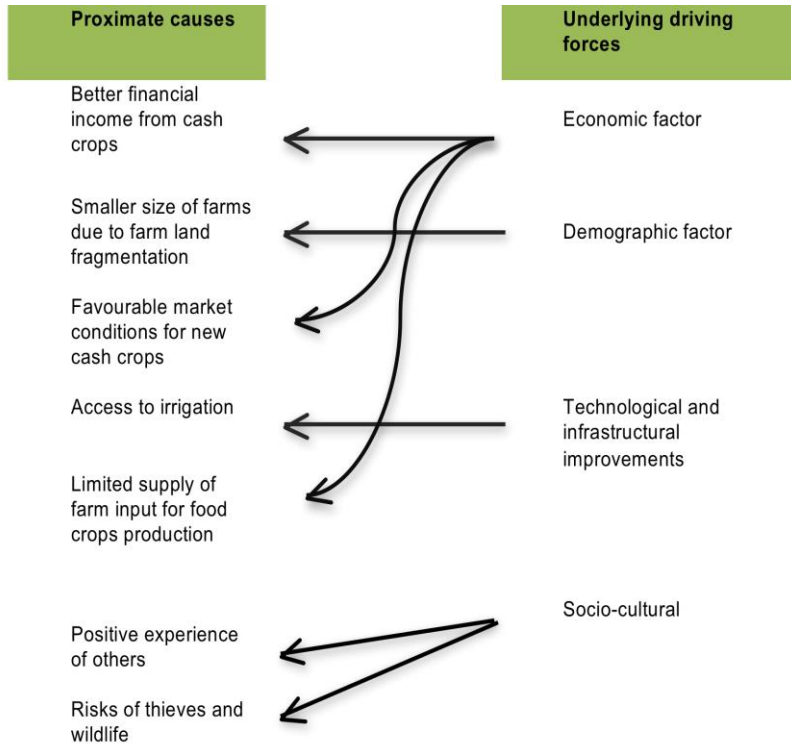 Proximate causes
Underlying driving
forces
Better financial
income from cash
crops
Economic factor
Smaller size of farms
due to farm land
fragmentation
Demographic factor
Favourable market
conditions for new
cash crops
Access to irrigation
Technological and
infrastructural
improvements
Limited supply of
farm input for food
crops production
Socio-cultural
Positive experience
of others
Risks of thieves and
wildlife